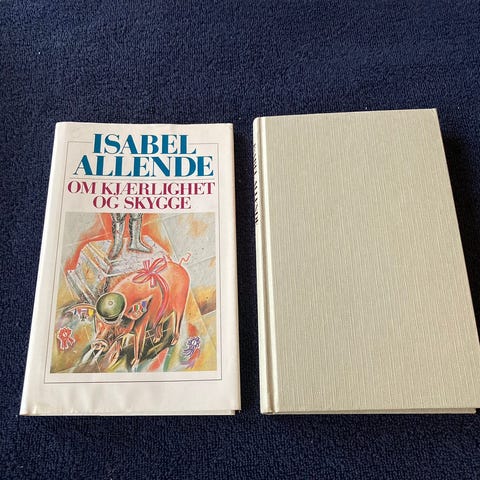 ISABEL
ALLENDE
OM KJÆRLIGHET
OG SKYGGE